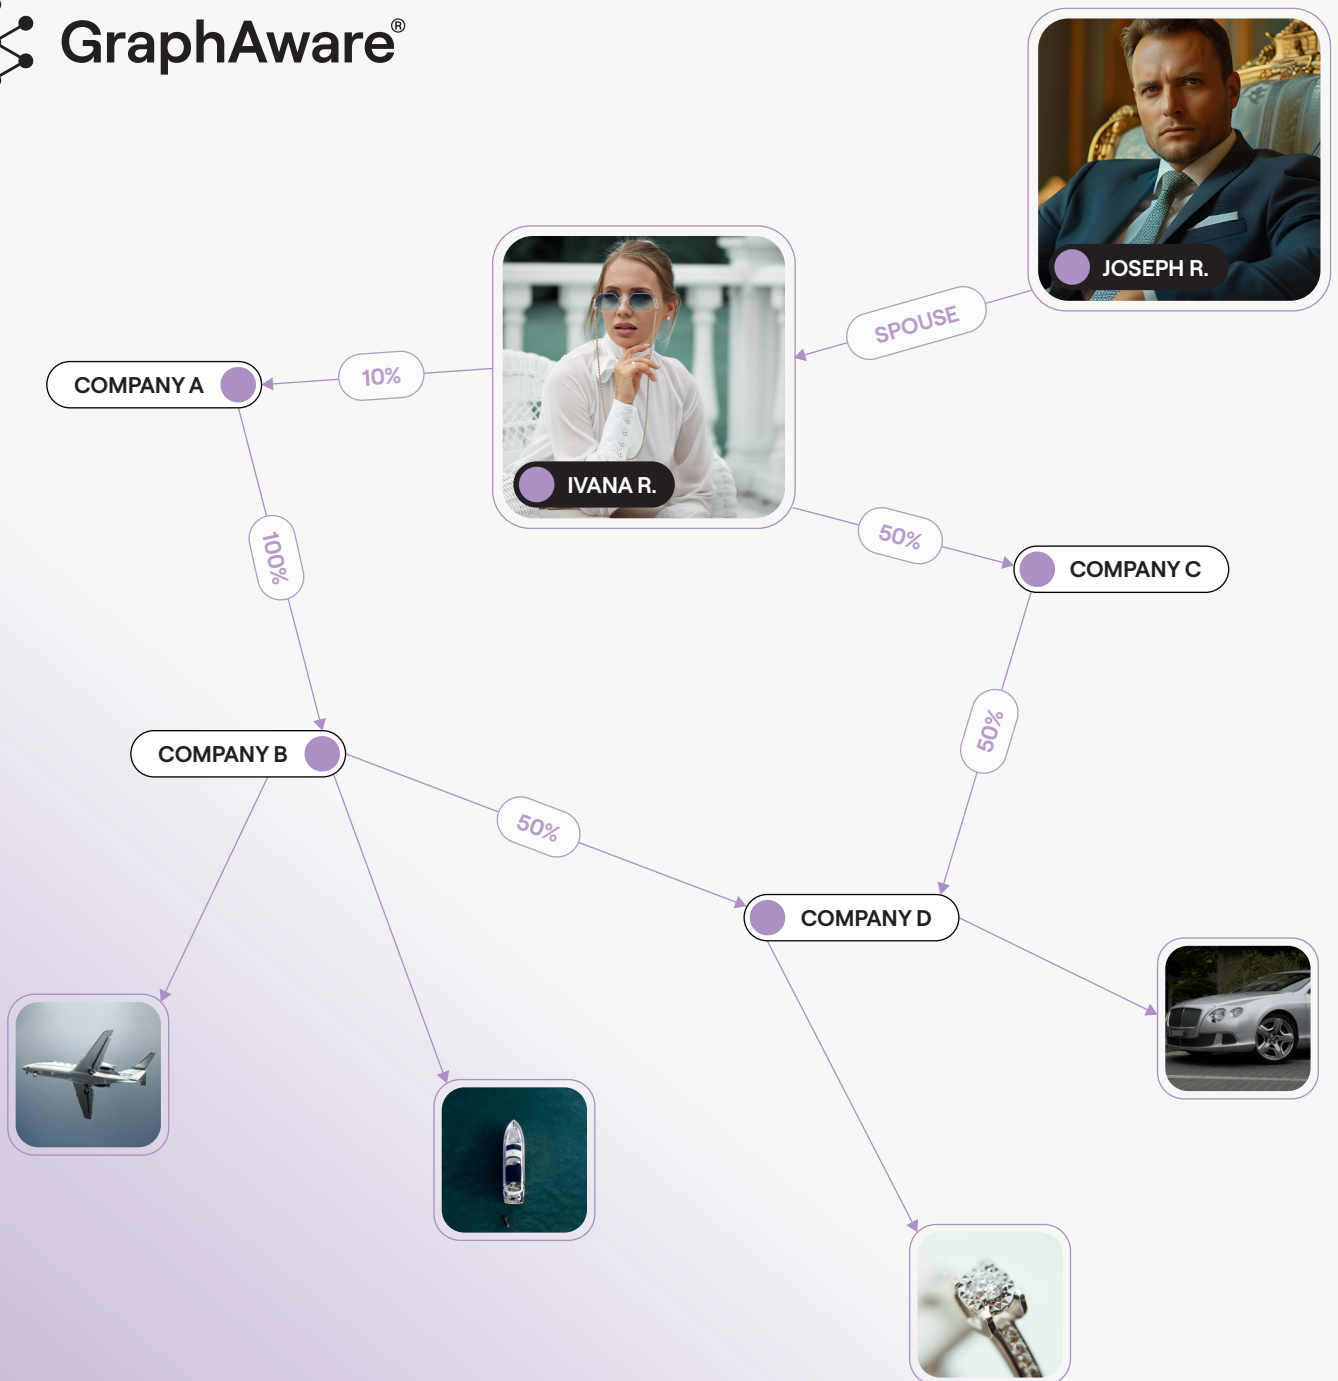 GraphAware®
JOSEPH R.
SPOUSE
IVANA R.
10%
COMPANY A
50%
COMPANY C
100%
50%
COMPANY B
50%
COMPANY D